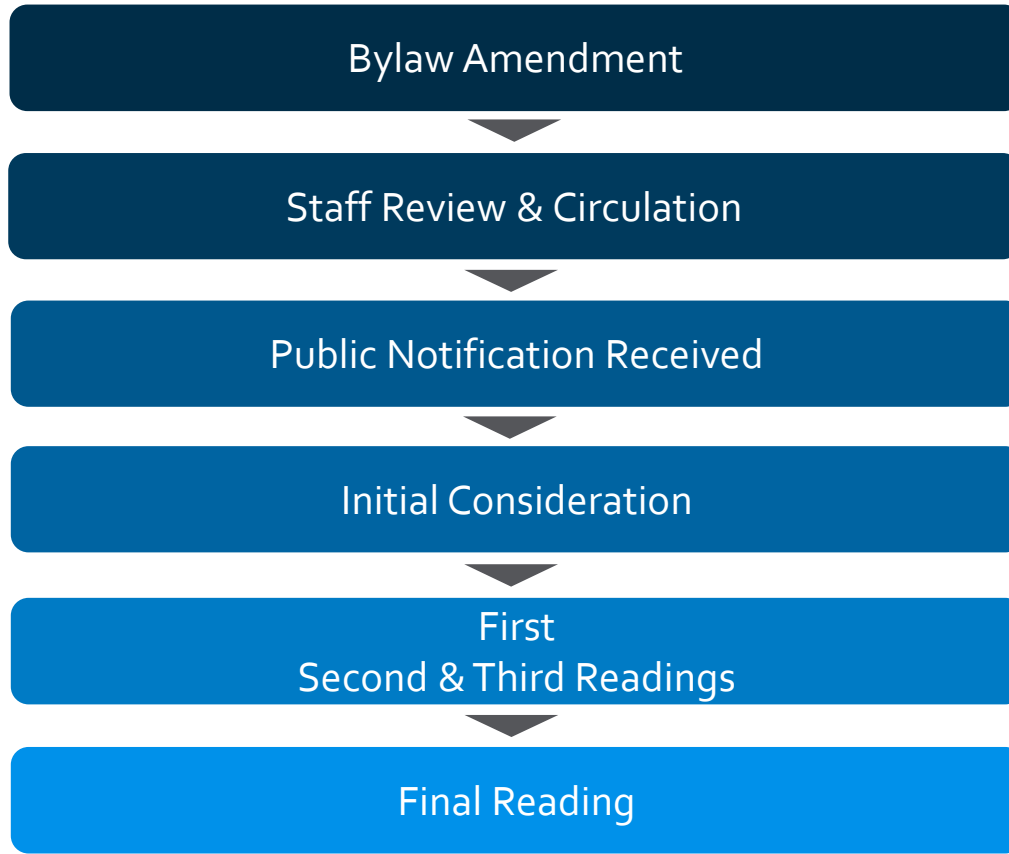 Bylaw Amendment
Staff Review & Circulation
Public Notification Received
Initial Consideration
First
Second & Third Readings
Final Reading